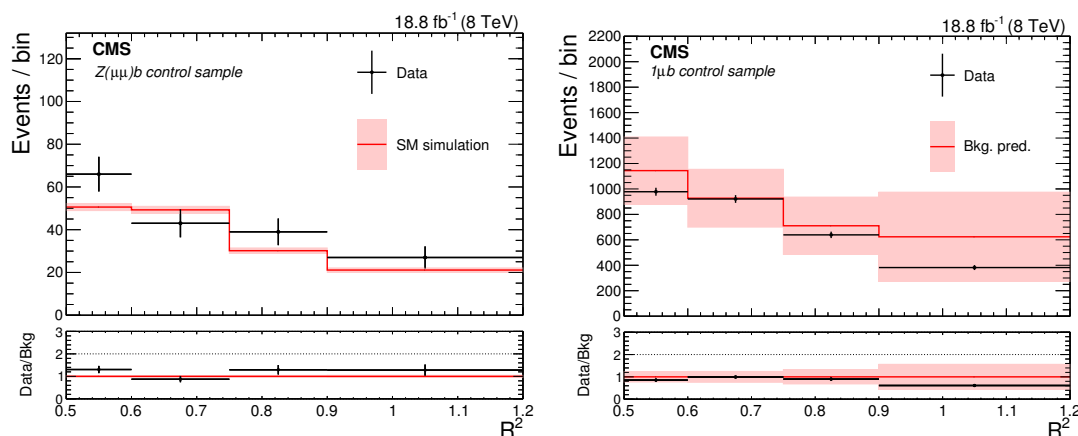 18.8 fb⁻¹ (8 TeV)
CMS
Z(μμ)b control sample
Data
SM simulation
Events / bin
120
100
80
60
40
20
0
Data/Bkg
3
2
1
0
0.5 0.6 0.7 0.8 0.9 1 1.1 1.2
R²
18.8 fb⁻¹ (8 TeV)
CMS
1μb control sample
Data
Bkg. pred.
Events / bin
2200
2000
1800
1600
1400
1200
1000
800
600
400
200
0
Data/Bkg
3
2
1
0
0.5 0.6 0.7 0.8 0.9 1 1.1 1.2
R²